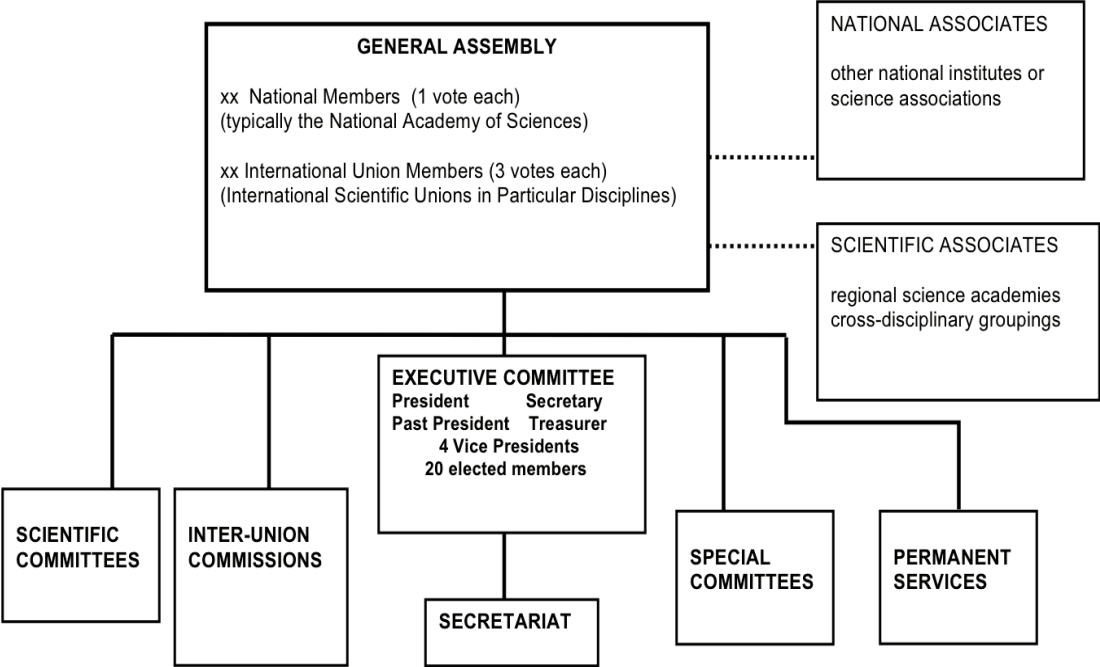 GENERAL ASSEMBLY
xx National Members (1 vote each)
(typically the National Academy of Sciences)
xx International Union Members (3 votes each)
(International Scientific Unions in Particular Disciplines)
NATIONAL ASSOCIATES
other national institutes or
science associations
SCIENTIFIC ASSOCIATES
regional science academies
cross-disciplinary groupings
EXECUTIVE COMMITTEE
President Secretary
Past President Treasurer
4 Vice Presidents
20 elected members
SCIENTIFIC
COMMITTEES
INTER-UNION
COMMISSIONS
SECRETARIAT
SPECIAL
COMMITTEES
PERMANENT
SERVICES